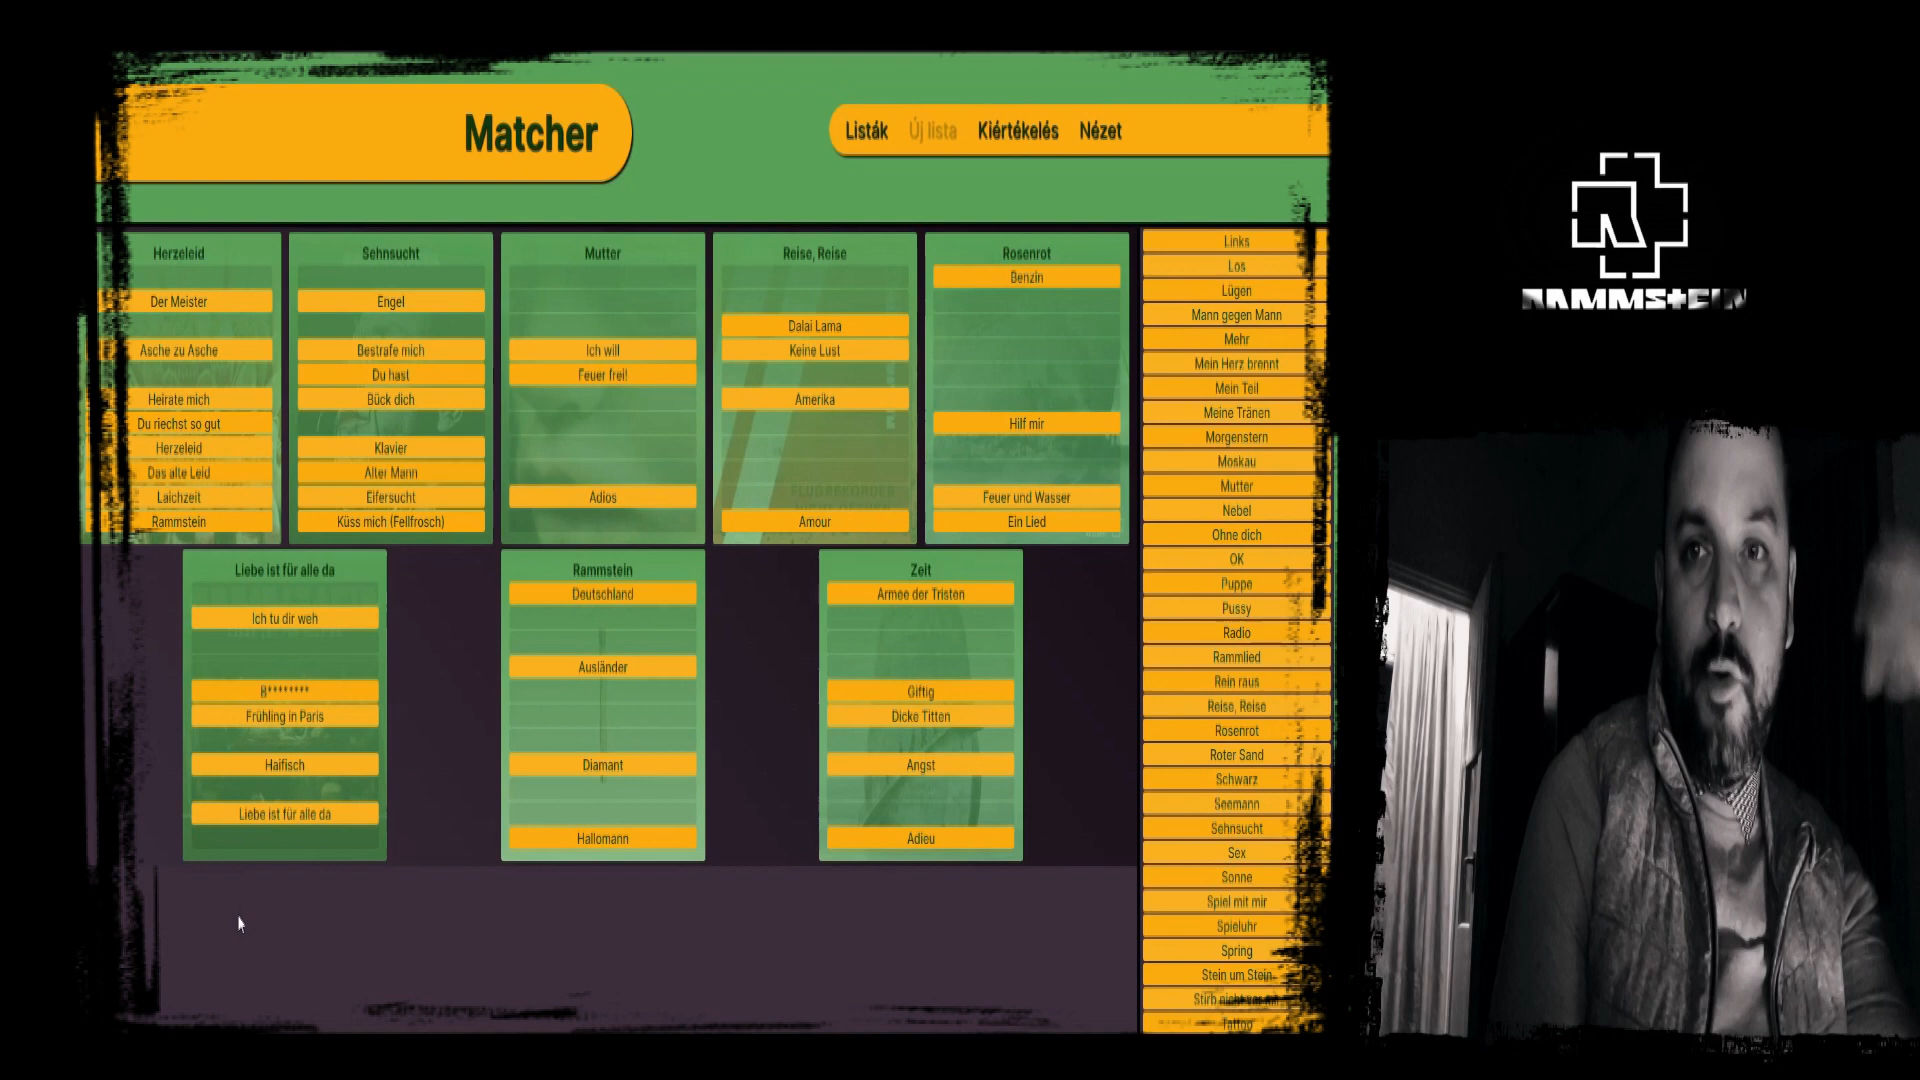 Matcher
Listák Új lista Kiértékelés Nézet
Herzeleid
Der Meister
Asche zu Asche
Heirate mich
Du riechst so gut
Herzeleid
Das alte Leid
Laichzeit
Rammstein
Sehnsucht
Engel
Bestrafe mich
Du hast
Bück dich
Klavier
Alter Mann
Eifersucht
Küss mich (Fellfrosch)
Mutter
Ich will
Feuer frei!
Adios
Reise, Reise
Dalai Lama
Keine Lust
Amerika
Amour
Rosenrot
Benzin
Hilf mir
Feuer und Wasser
Ein Lied
Liebe ist für alle da
Ich tu dir weh
B********
Frühling in Paris
Haifisch
Liebe ist für alle da
Rammstein
Deutschland
Ausländer
Diamant
Hallomann
Zeit
Armee der Tristen
Giftig
Dicke Titten
Angst
Adieu
Links
Los
Lügen
Mann gegen Mann
Mehr
Mein Herz brennt
Mein Teil
Meine Tränen
Morgenstern
Moskau
Mutter
Nebel
Ohne dich
OK
Puppe
Pussy
Radio
Rammlied
Rein raus
Reise, Reise
Rosenrot
Roter Sand
Schwarz
Seemann
Sehnsucht
Sex
Sonne
Spiel mit mir
Spieluhr
Spring
Stein um Stein
Stirb nicht vor mir
Tattoo
RAMMSTEIN